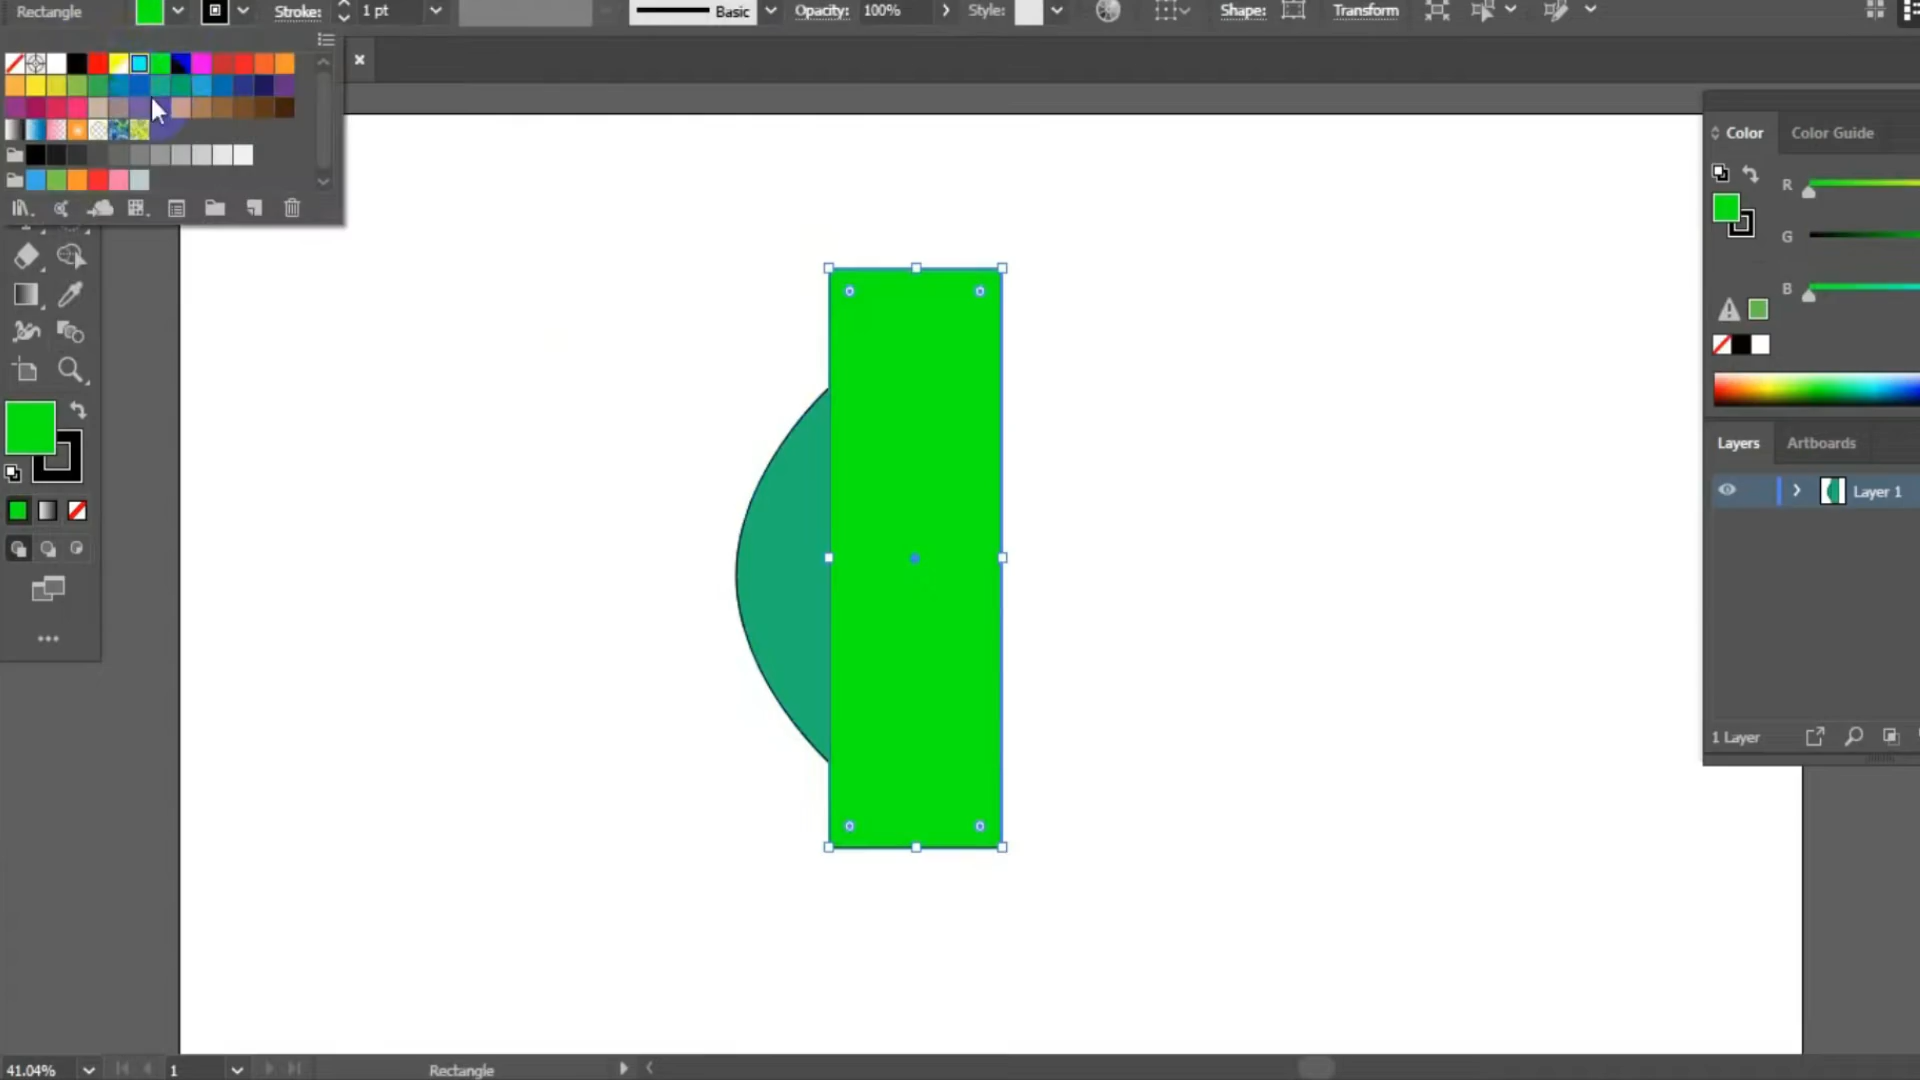 Rectangle Stroke: 1 pt Basic Opacity: 100% Style: Shape: Transform
Color Color Guide
R
G
B
Layers Artboards
Layer 1
1 Layer
41.04% 1 Rectangle